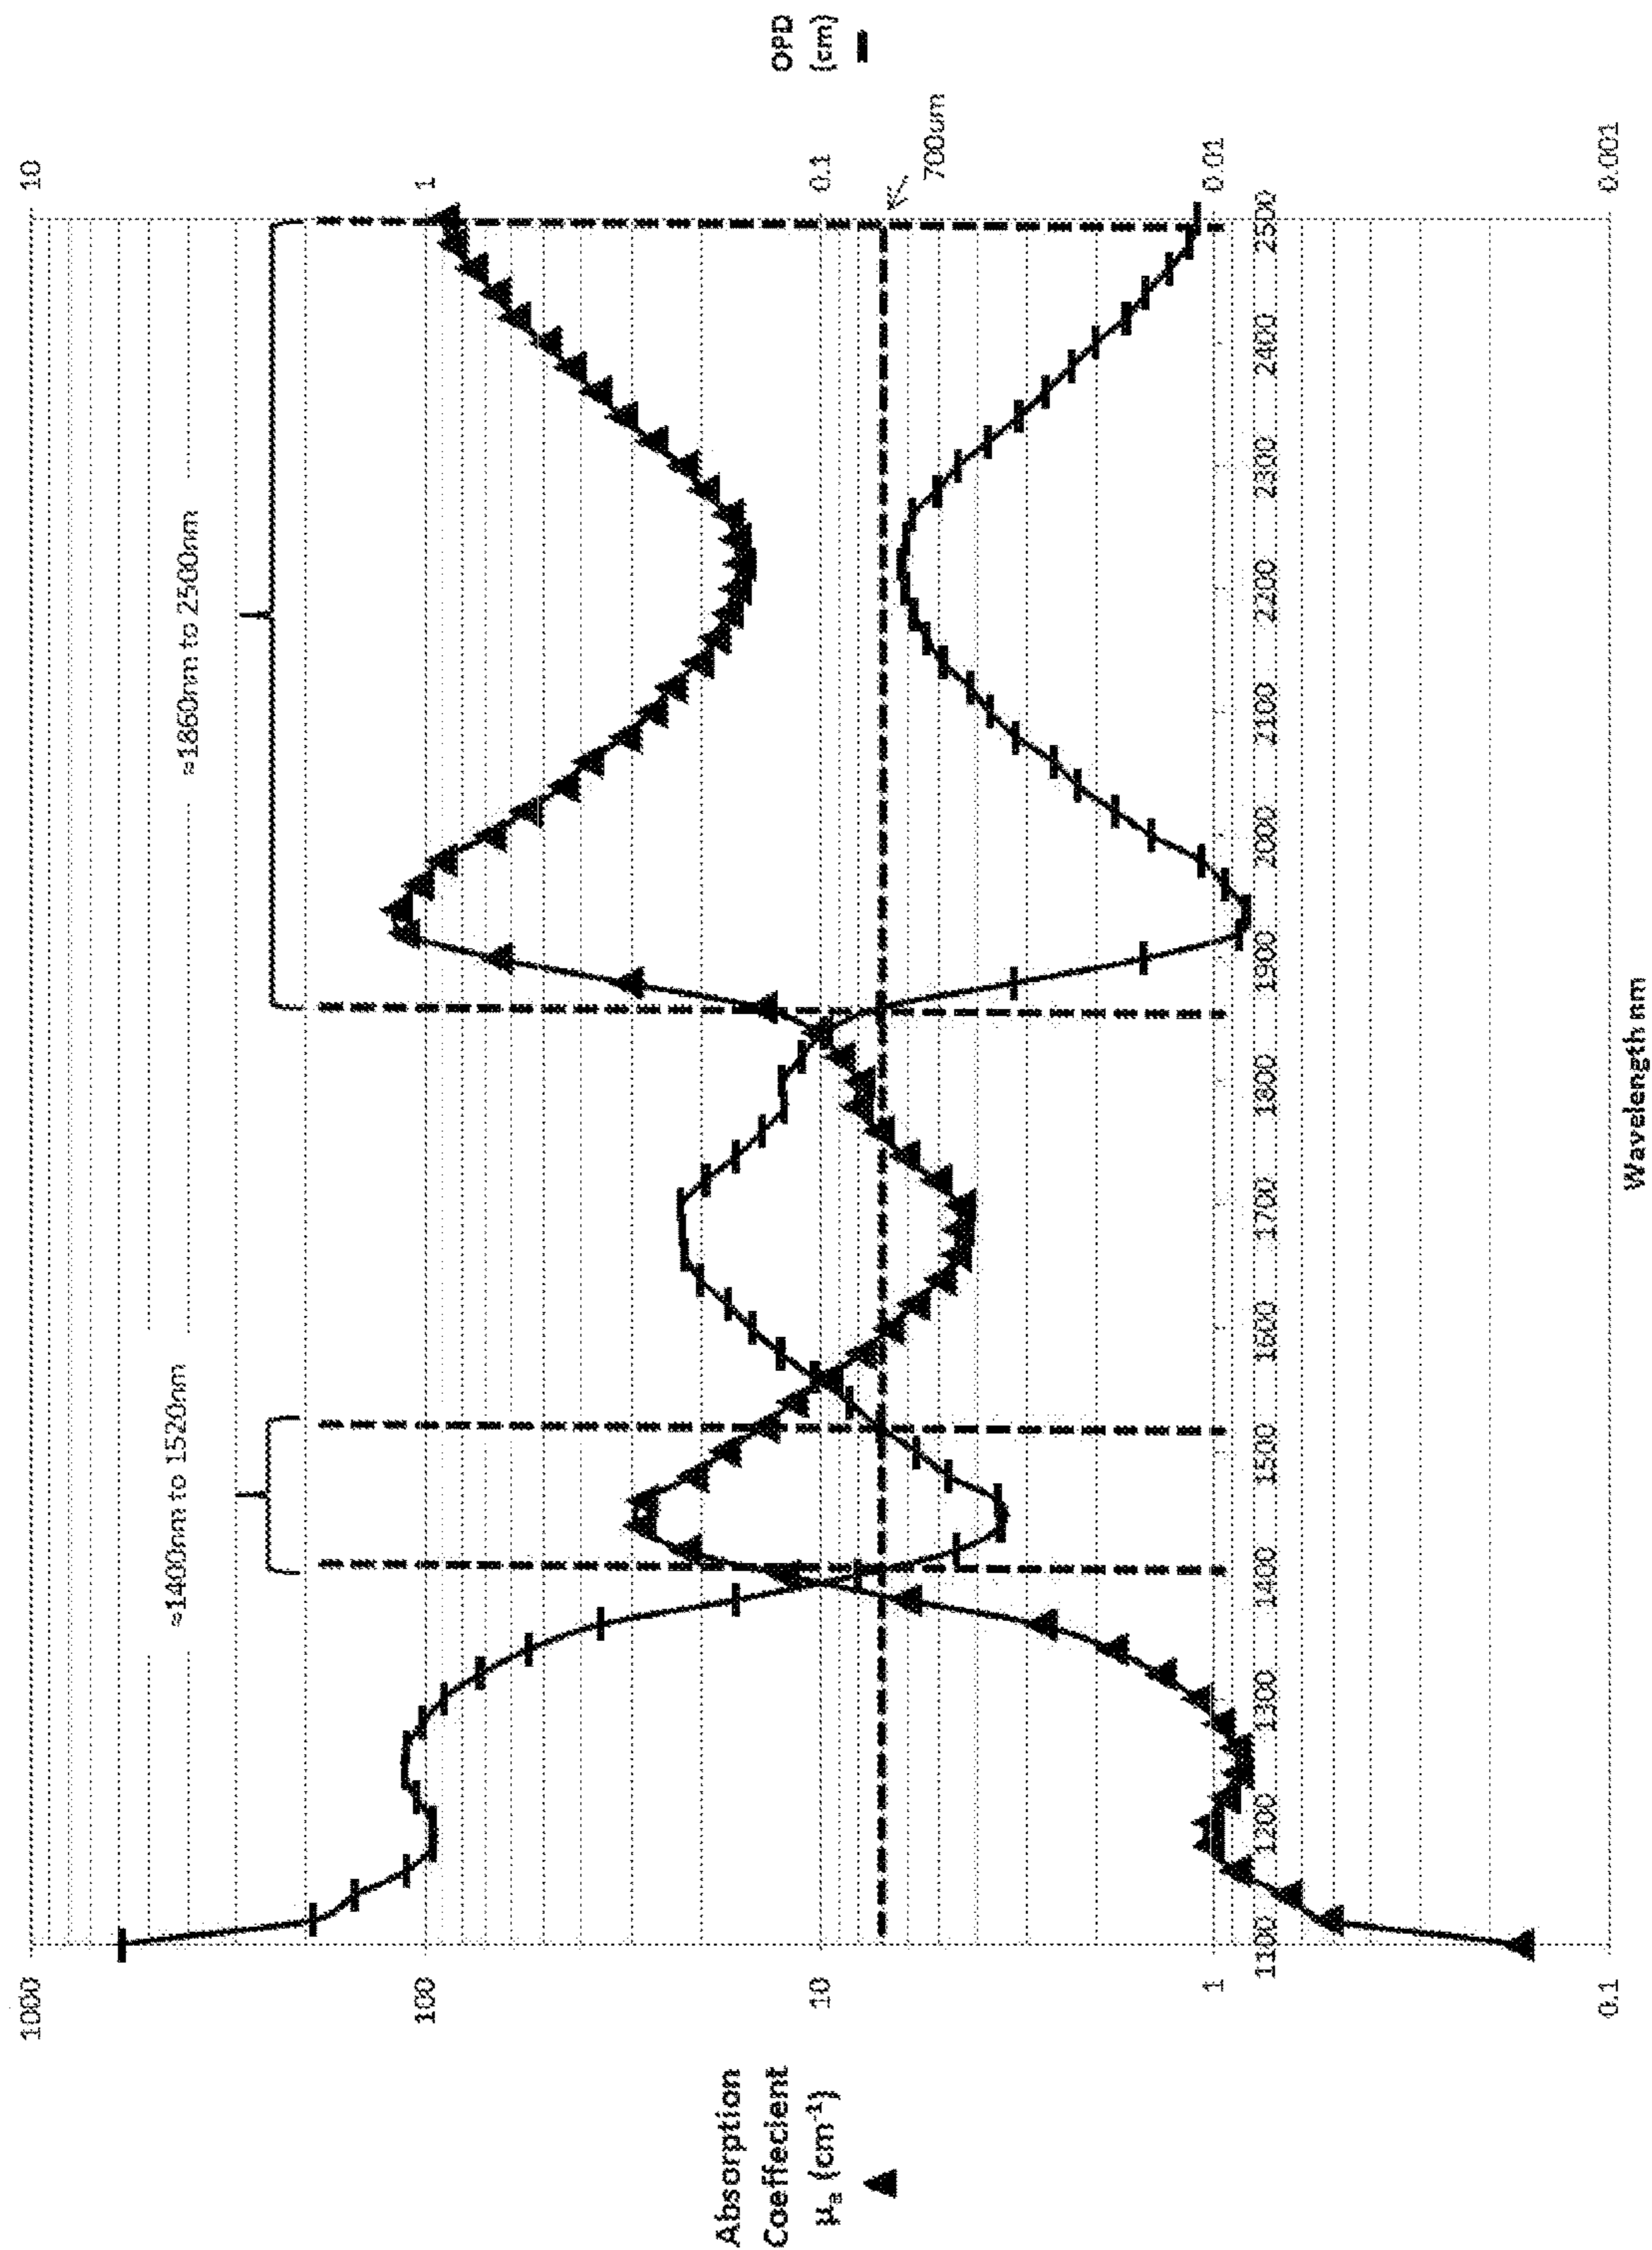 Absorption
Coeffecient
μa (cm⁻¹)
1000
100
10
1
0.1
≈1400nm to 1520nm
≈1860nm to 2500nm
10
1
0.1
700um
0.01
0.001
OPD
(cm)
1100
1200
1300
1400
1500
1600
1700
1800
1900
2000
2100
2200
2300
2400
2500
Wavelength nm